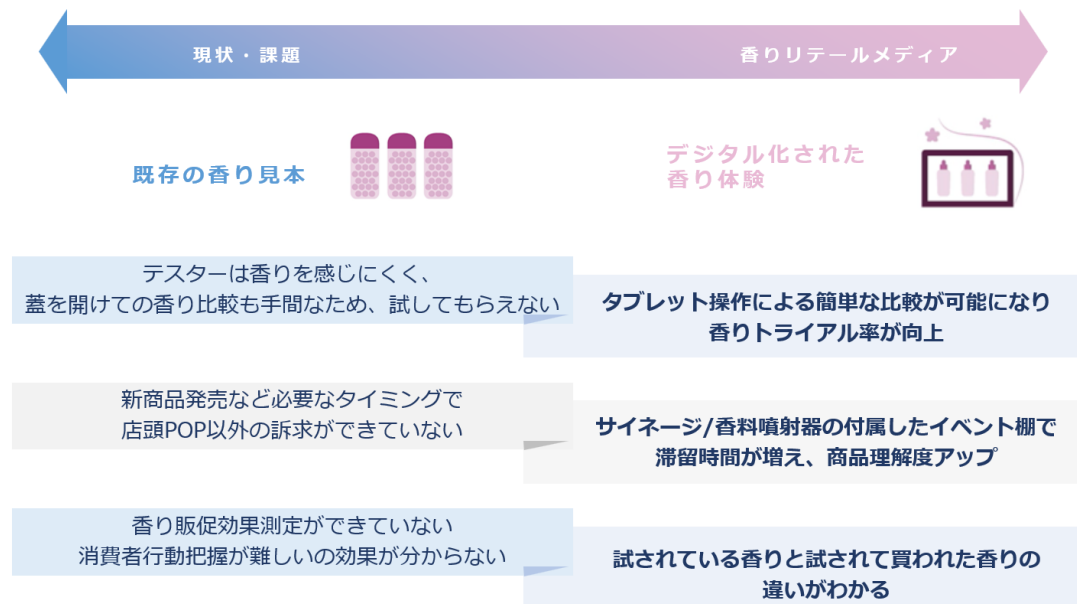 現状・課題
香りリテールメディア
既存の香り見本
デジタル化された
香り体験
テスターは香りを感じにくく、
蓋を開けての香り比較も手間なため、試してもらえない
タブレット操作による簡単な比較が可能になり
香りトライアル率が向上
新商品発売など必要なタイミングで
店頭POP以外の訴求ができていない
サイネージ/香料噴射器の付属したイベント棚で
滞留時間が増え、商品理解度アップ
香り販促効果測定ができていない
消費者行動把握が難しいの効果が分からない
試されている香りと試されて買われた香りの
違いがわかる